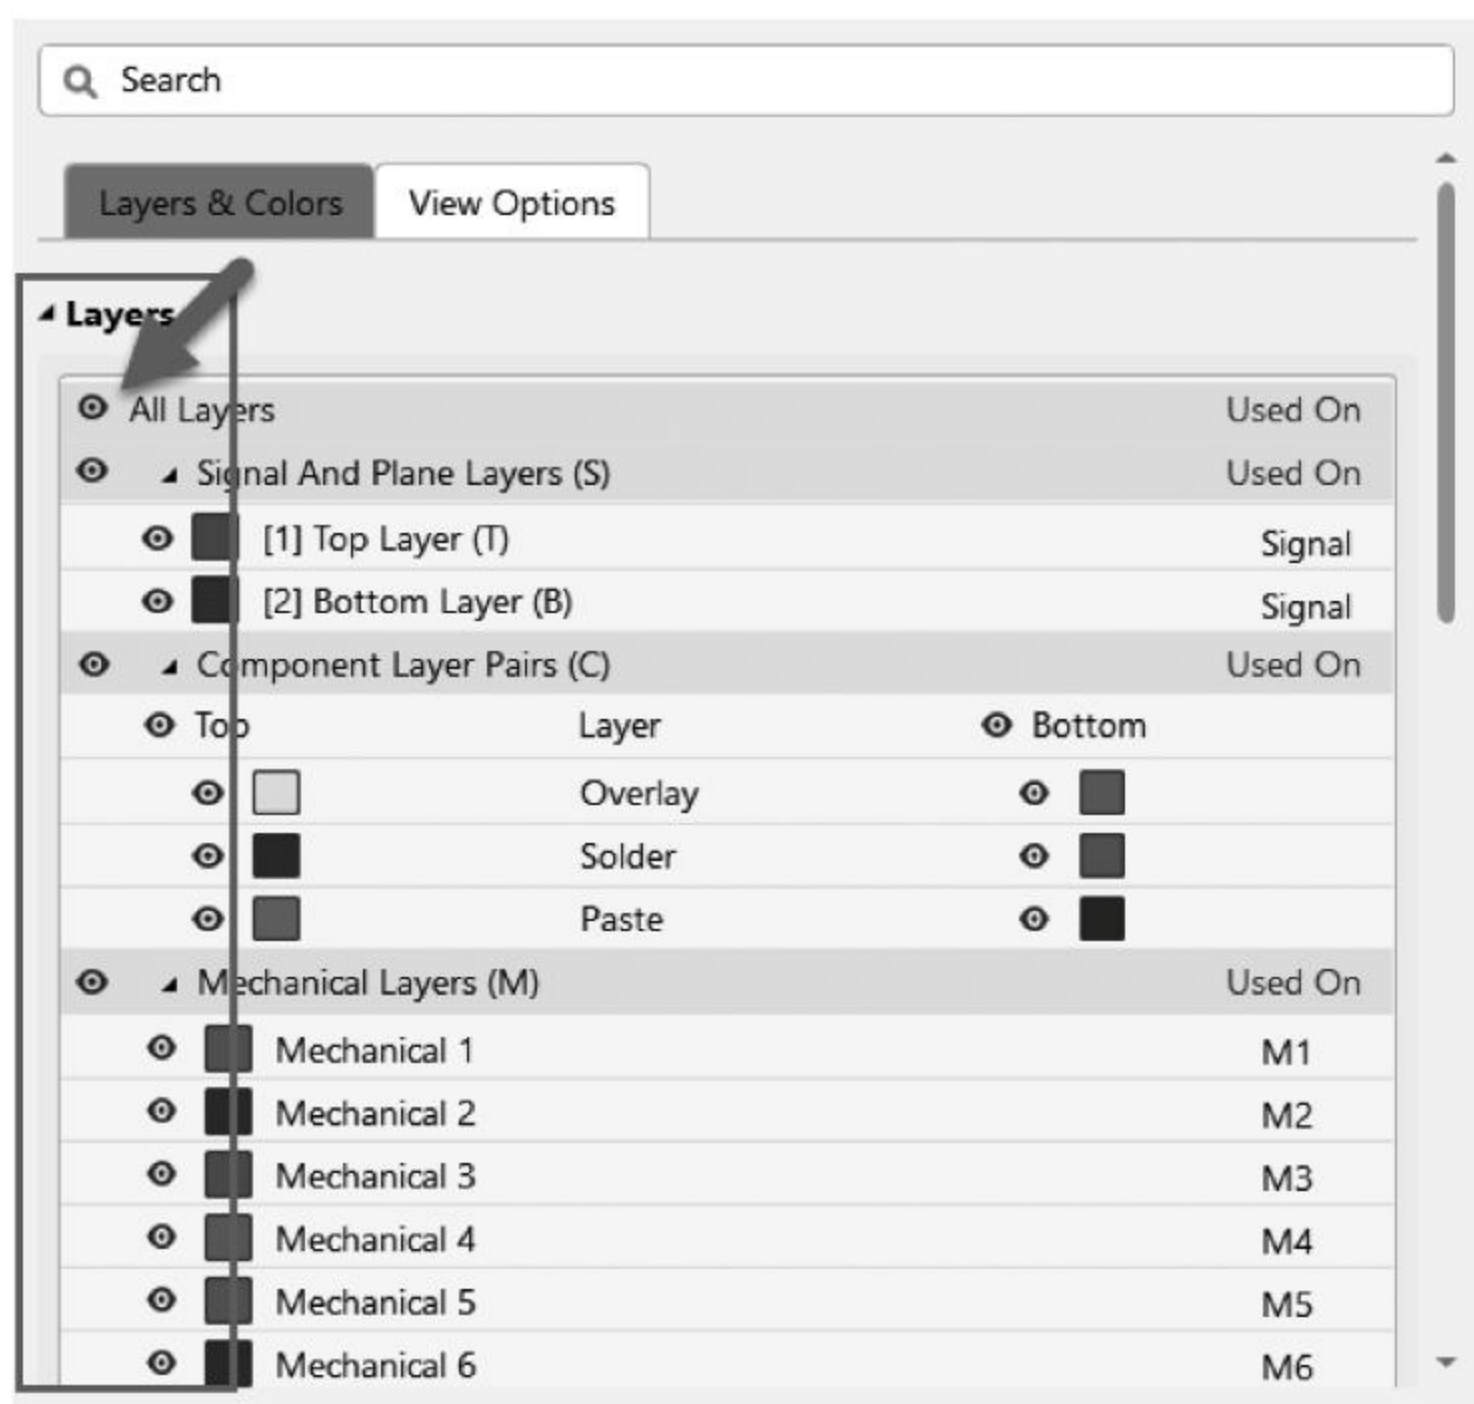 Search
Layers & Colors View Options
Layers
All Layers Used On
Signal And Plane Layers (S) Used On
[1] Top Layer (T) Signal
[2] Bottom Layer (B) Signal
Component Layer Pairs (C) Used On
Top Layer Bottom
Overlay
Solder
Paste
Mechanical Layers (M) Used On
Mechanical 1 M1
Mechanical 2 M2
Mechanical 3 M3
Mechanical 4 M4
Mechanical 5 M5
Mechanical 6 M6